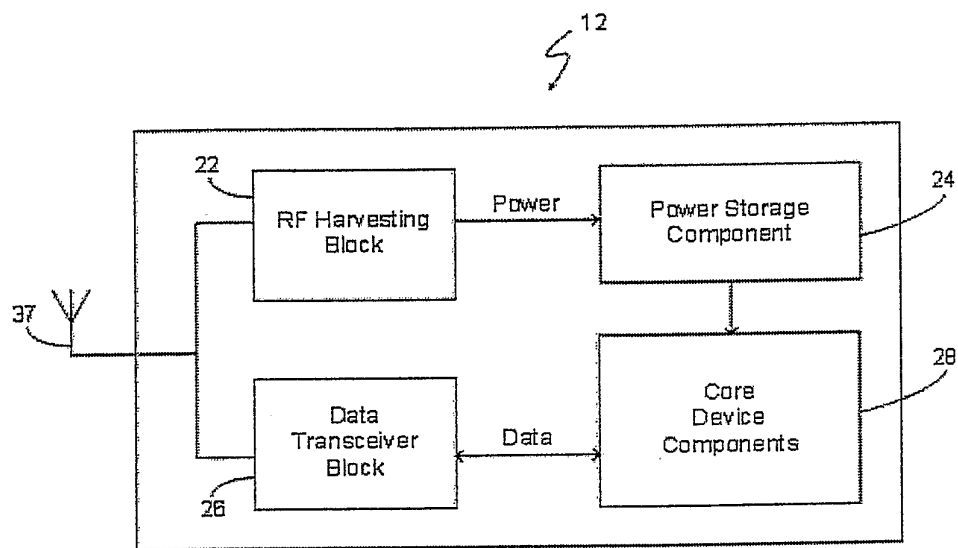 12
22
RF Harvesting
Block
Power
Power Storage
Component
24
37
Data
Transceiver
Block
26
Data
Core
Device
Components
28